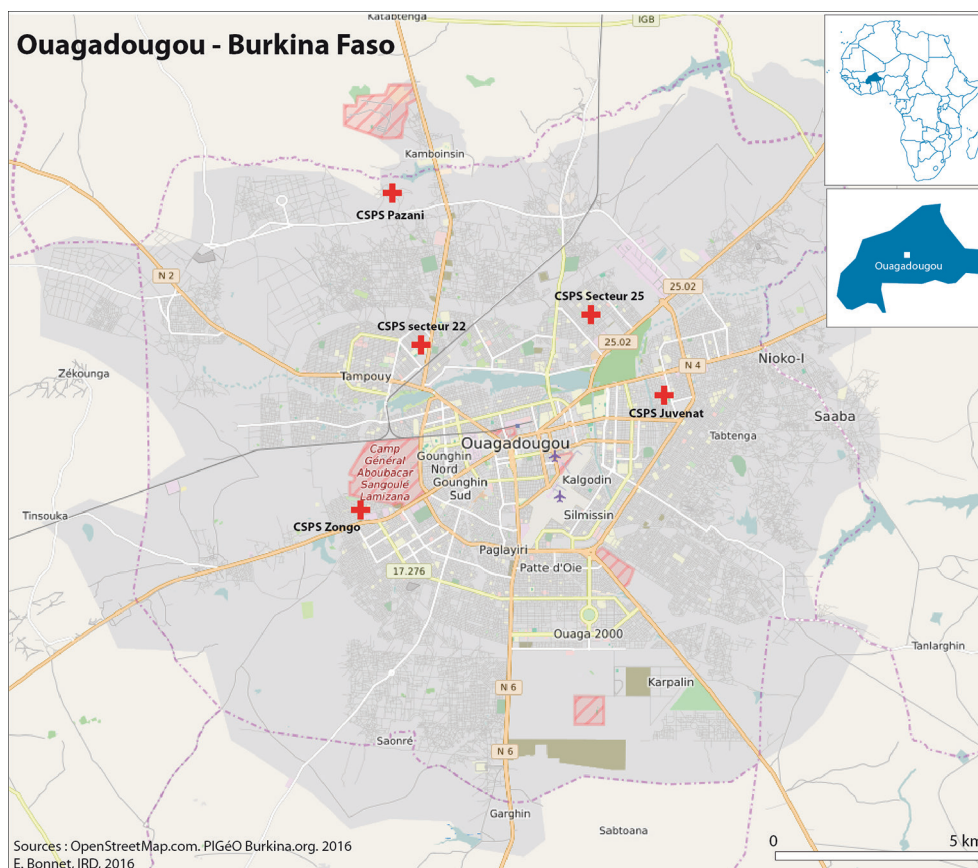 Katabtenga
IGB
Ouagadougou - Burkina Faso
Kamboinsin
CSPS Pazani
Ouagadougou
N 2
25.02
CSPS Secteur 25
CSPS secteur 22
25.02
Nioko-I
N 4
Zékounga
Tampouy
CSPS Juvenat
Saaba
Tabtenga
Ouagadougou
Camp
Général
Aboubacar
Sangoulé
Lamizana
Gounghin
Nord
Gounghin
Sud
Kalgodin
Tinsouka
CSPS Zongo
Silmissin
Paglayiri
Patte d'Oie
17.276
Ouaga 2000
Tanlarghin
Karpalin
N 6
Saonré
N 6
Garghin
Sabtoana
0
5 km
Sources : OpenStreetMap.com. PIGéO Burkina.org. 2016
E. Bonnet, IRD, 2016